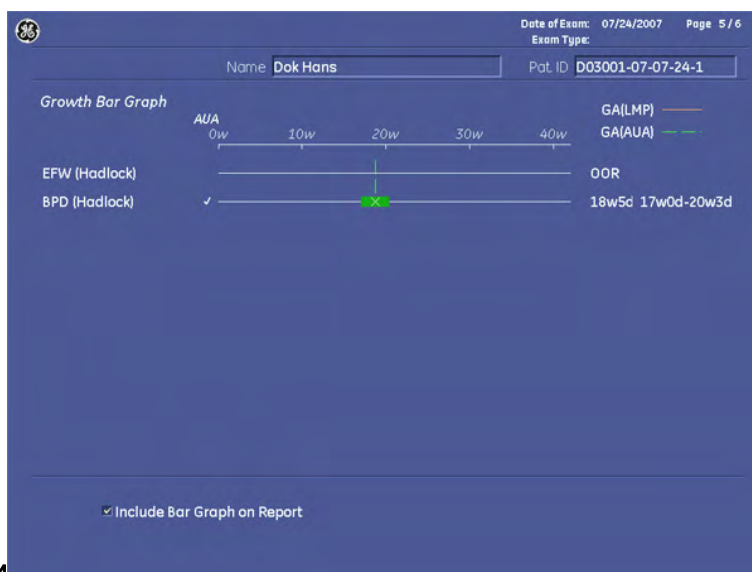 Date of Exam: 07/24/2007 Page 5/6
Exam Type:
Name Dok Hans Pat. ID D03001-07-07-24-1
Growth Bar Graph
GA(LMP)
AUA
GA(AUA)
0w 10w 20w 30w 40w
EFW (Hadlock) OOR
BPD (Hadlock) ✓ 18w5d 17w0d-20w3d
Include Bar Graph on Report